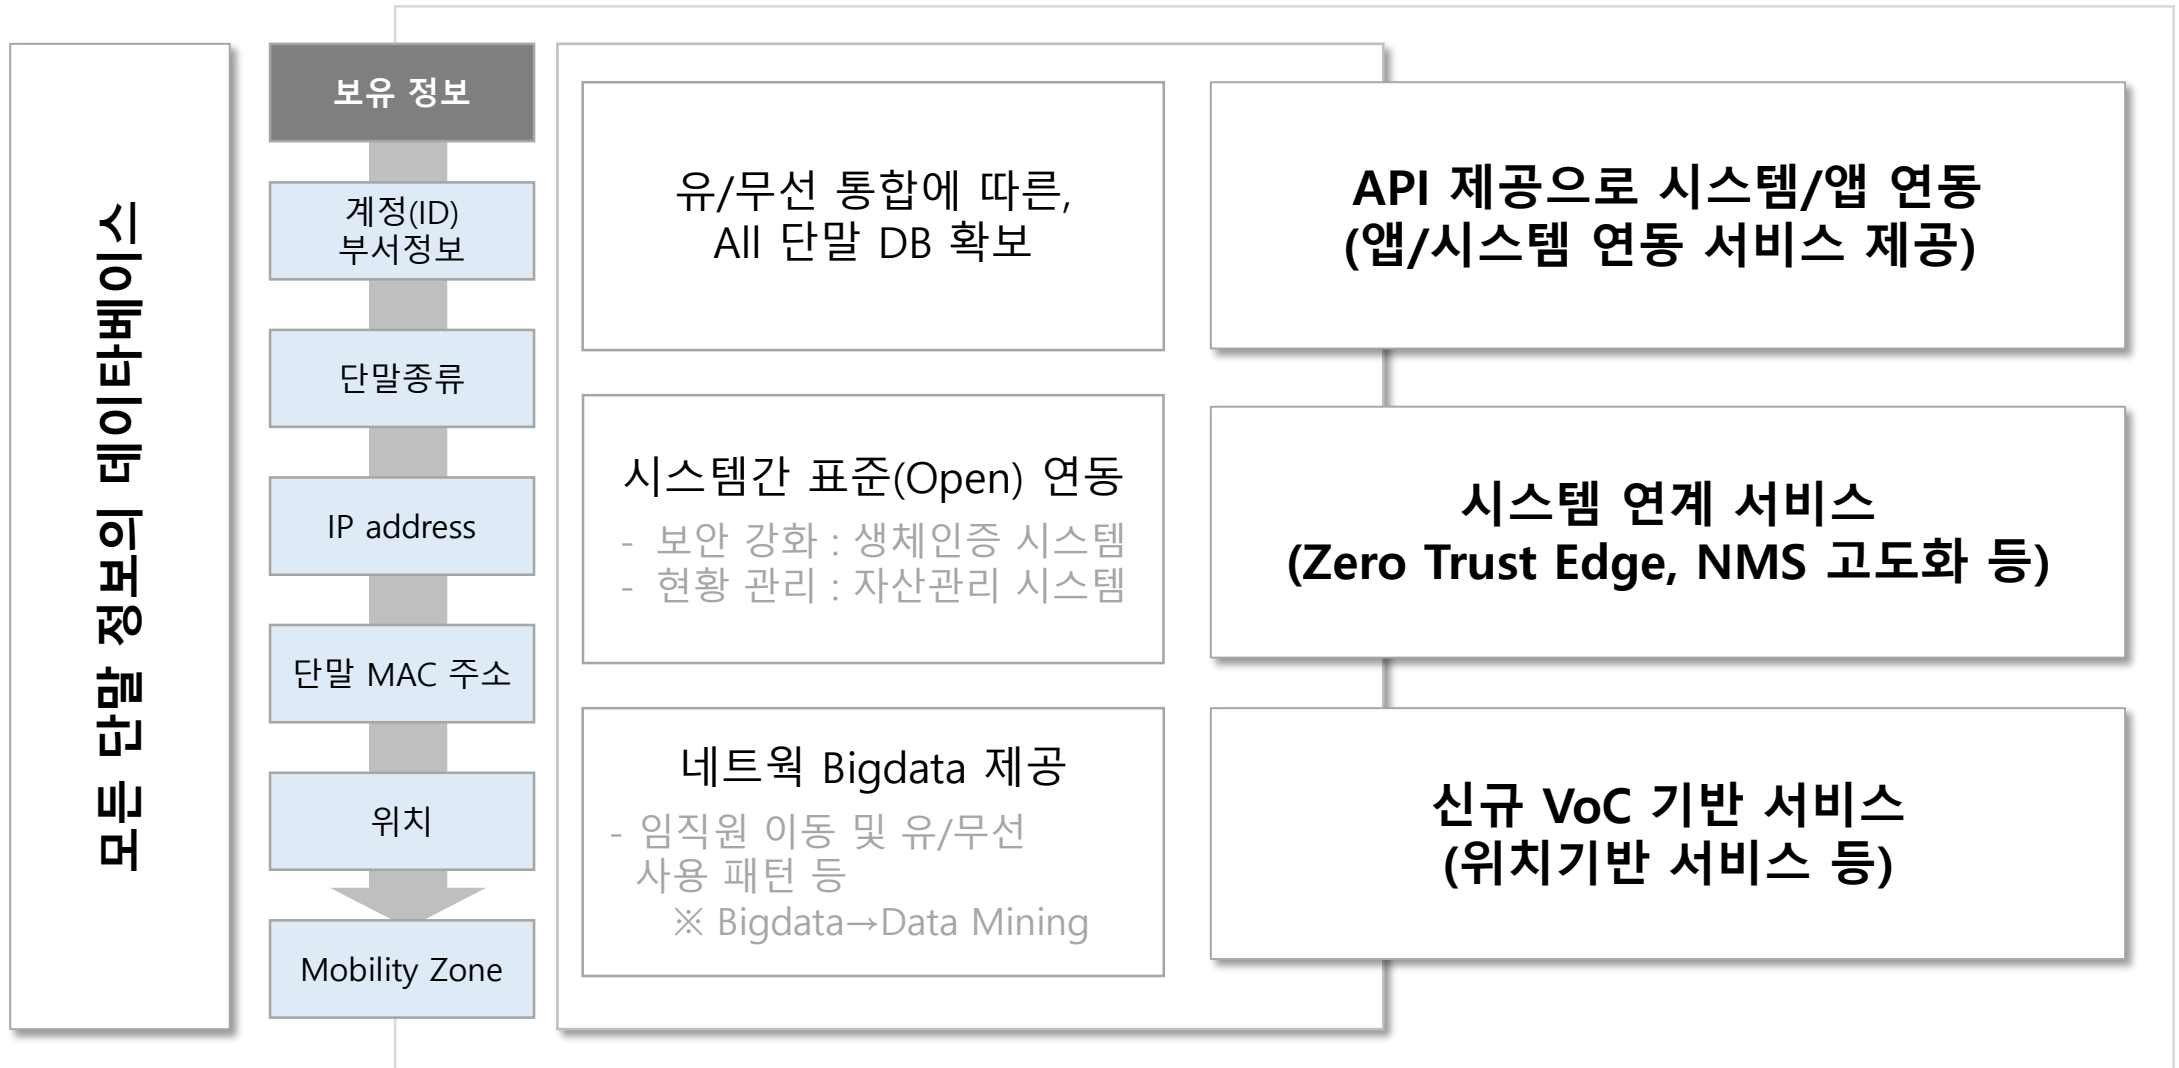 모든 단말 정보의 데이타베이스
보유 정보
계정(ID)
부서정보
단말종류
IP address
단말 MAC 주소
위치
Mobility Zone
유/무선 통합에 따른,
All 단말 DB 확보
시스템간 표준(Open) 연동
- 보안 강화 : 생체인증 시스템
- 현황 관리 : 자산관리 시스템
네트웍 Bigdata 제공
- 임직원 이동 및 유/무선
사용 패턴 등
※ Bigdata→Data Mining
API 제공으로 시스템/앱 연동
(앱/시스템 연동 서비스 제공)
시스템 연계 서비스
(Zero Trust Edge, NMS 고도화 등)
신규 VoC 기반 서비스
(위치기반 서비스 등)